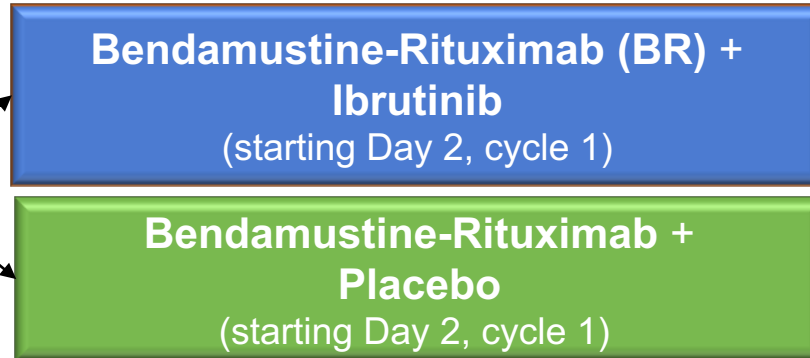 Bendamustine-Rituximab (BR) +
Ibrutinib
(starting Day 2, cycle 1)
Bendamustine-Rituximab +
Placebo
(starting Day 2, cycle 1)